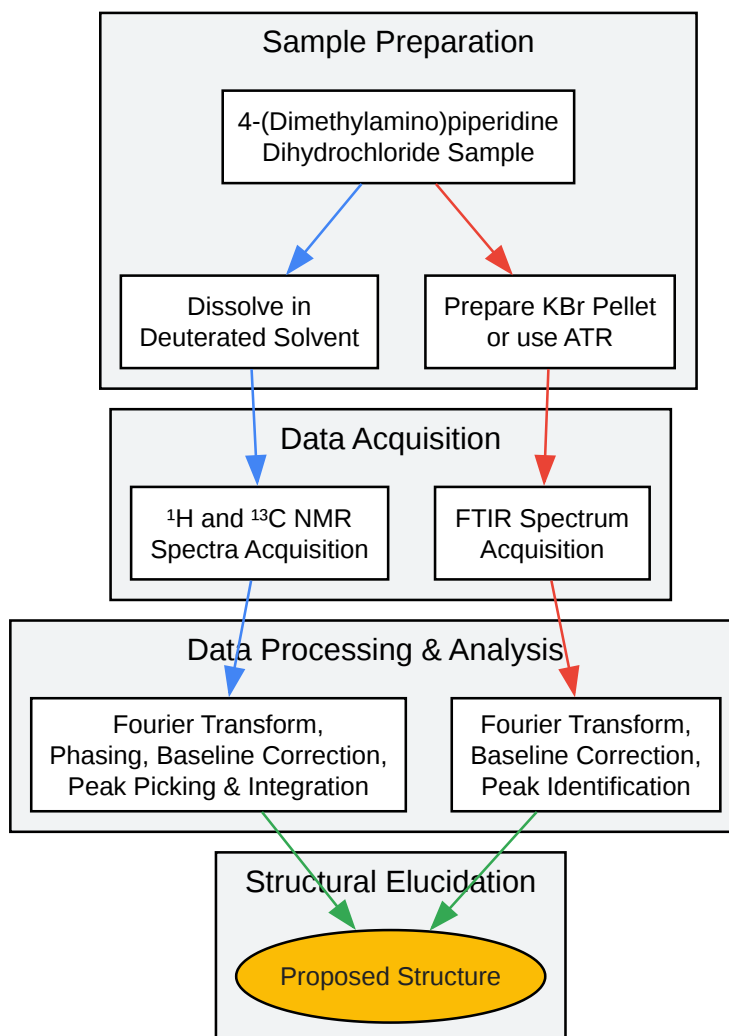 Sample Preparation
4-(Dimethylamino)piperidine
Dihydrochloride Sample
Dissolve in
Deuterated Solvent
Prepare KBr Pellet
or use ATR
Data Acquisition
¹H and ¹³C NMR
Spectra Acquisition
FTIR Spectrum
Acquisition
Data Processing & Analysis
Fourier Transform,
Phasing, Baseline Correction,
Peak Picking & Integration
Fourier Transform,
Baseline Correction,
Peak Identification
Structural Elucidation
Proposed Structure